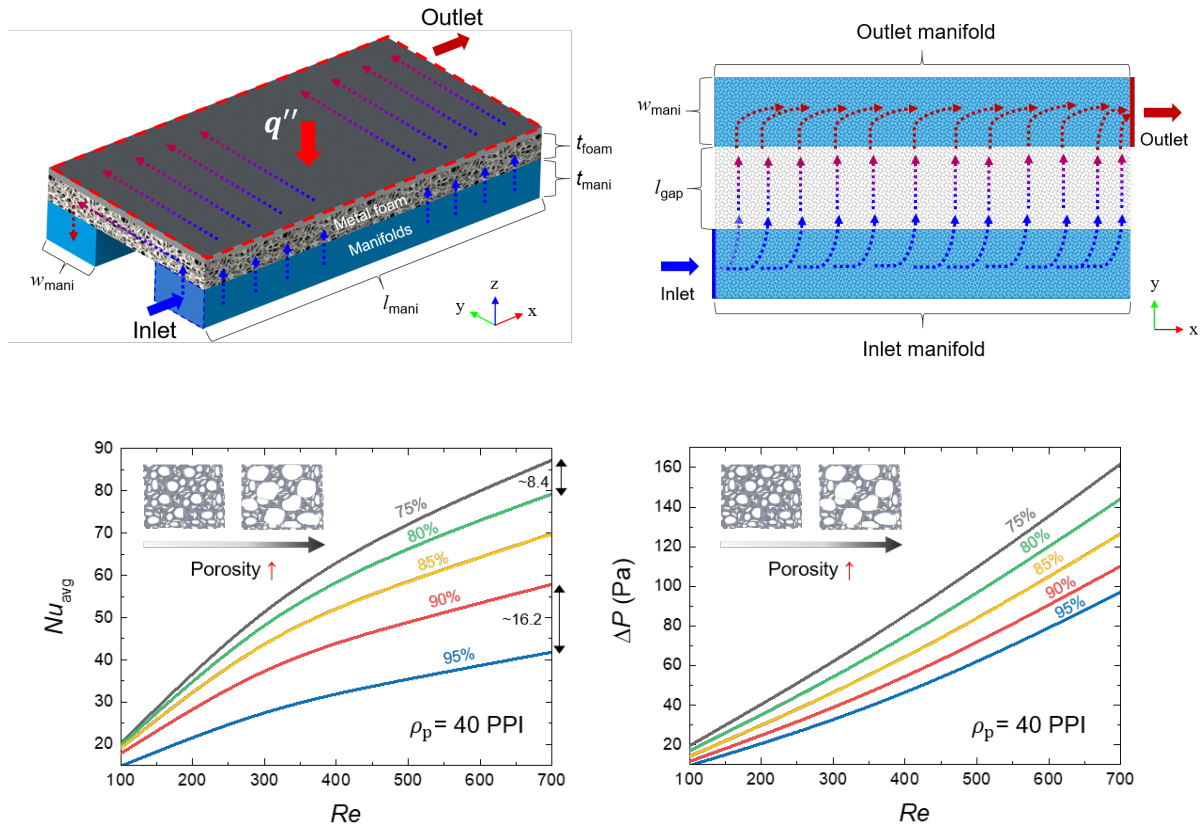 Outlet
q′′
t_foam
t_mani
Metal foam
Manifolds
w_mani
Inlet
l_mani
z
y
x
Outlet manifold
w_mani
l_gap
Outlet
Inlet
Inlet manifold
y
x
90
80
70
60
50
40
30
20
100 200 300 400 500 600 700
Nu_avg
Re
Porosity ↑
75%
80%
85%
90%
95%
~8.4
~16.2
ρ_p = 40 PPI
160
140
120
100
80
60
40
20
100 200 300 400 500 600 700
ΔP (Pa)
Re
Porosity ↑
75%
80%
85%
90%
95%
ρ_p = 40 PPI